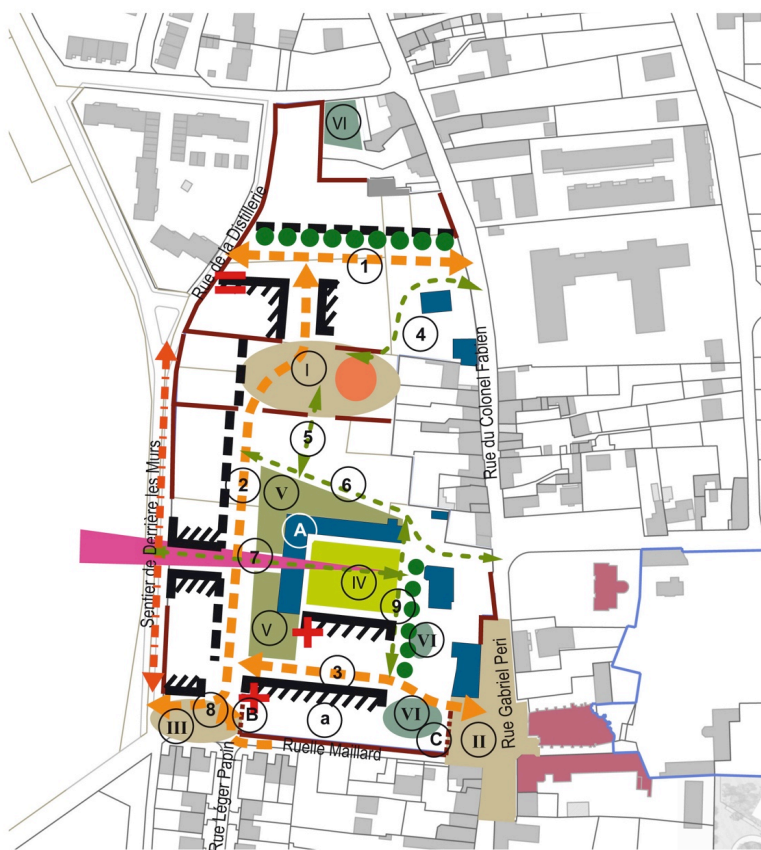 VI
Rue de la Distillerie
1
4
I
Rue du Colonel Fabien
5
Sentier de Derrière les Murs
2
V
6
A
7
IV
9
V
VI
3
Rue Gabriel Peri
8
III
B
a
VI
C
II
Ruelle Maillard
Rue Léger Papin